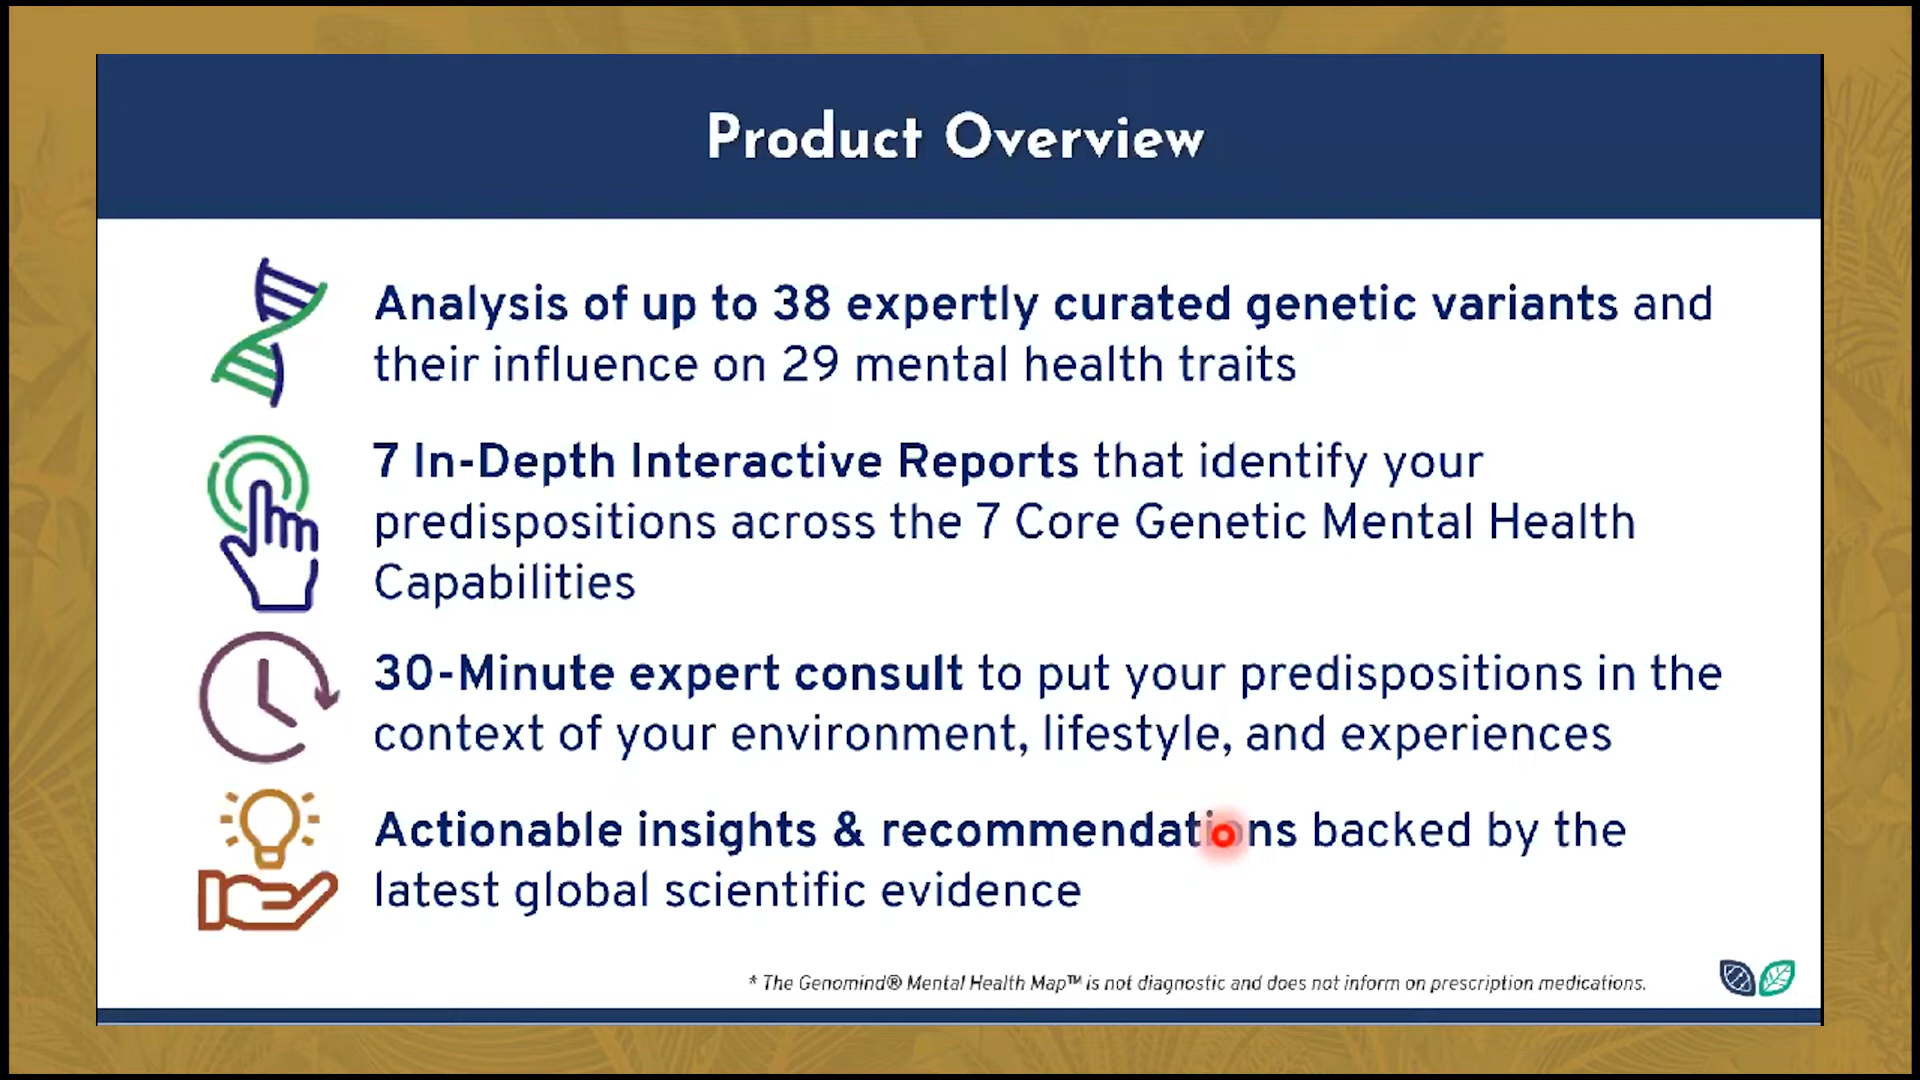 Product Overview
Analysis of up to 38 expertly curated genetic variants and
their influence on 29 mental health traits
7 In-Depth Interactive Reports that identify your
predispositions across the 7 Core Genetic Mental Health
Capabilities
30-Minute expert consult to put your predispositions in the
context of your environment, lifestyle, and experiences
Actionable insights & recommendations backed by the
latest global scientific evidence
* The Genomind® Mental Health Map™ is not diagnostic and does not inform on prescription medications.